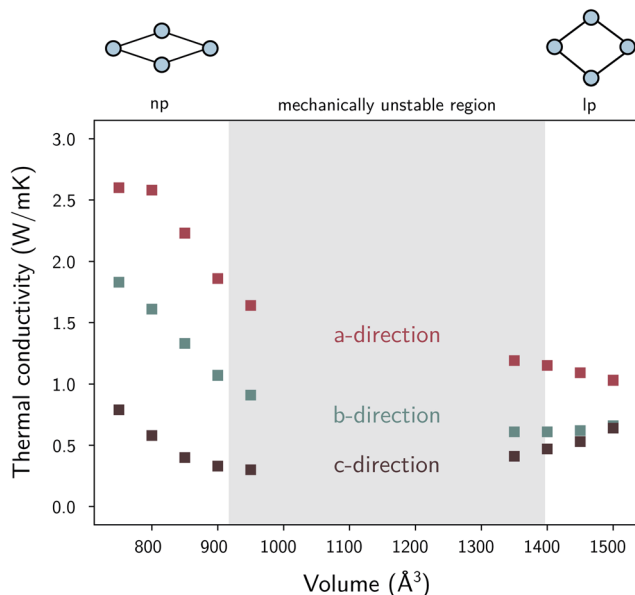 np mechanically unstable region lp
3.0
2.5
2.0
1.5
1.0
0.5
0.0
Thermal conductivity (W/mK)
a-direction
b-direction
c-direction
800 900 1000 1100 1200 1300 1400 1500
Volume (Å³)